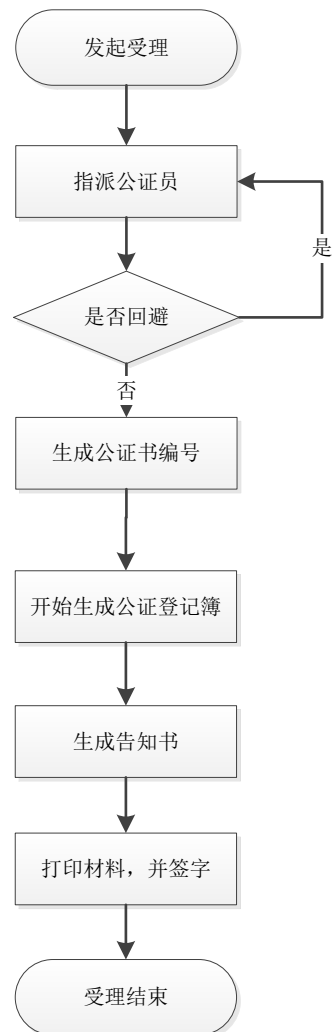 发起受理
指派公证员
是
是否回避
否
生成公证书编号
开始生成公证登记簿
生成告知书
打印材料，并签字
受理结束